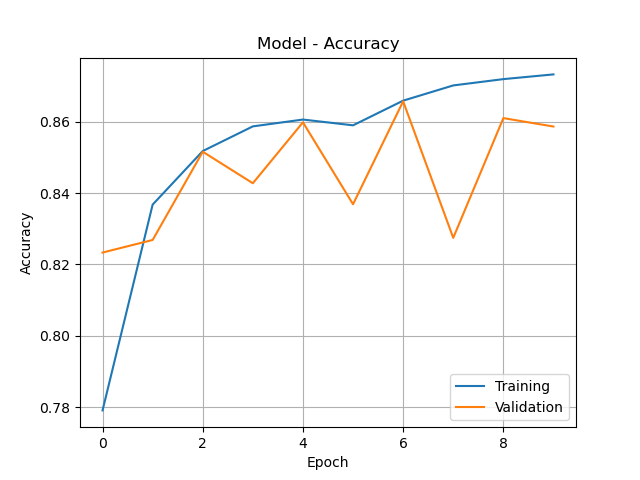 Model - Accuracy
0.86
0.84
0.82
0.80
0.78
Accuracy
0 2 4 6 8
Epoch
Training
Validation